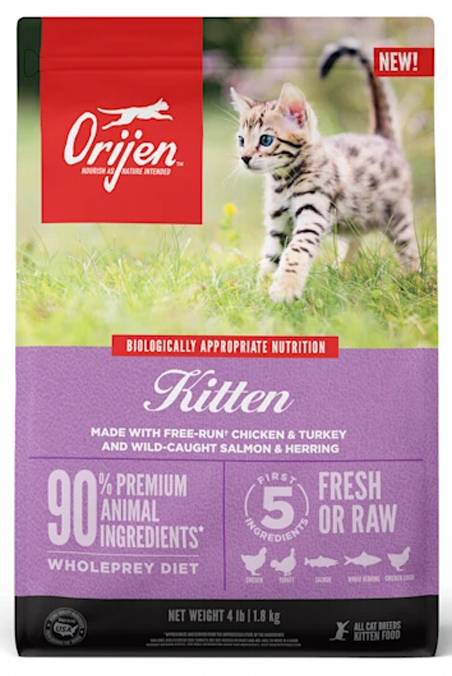 NEW!
Orijen™
NOURISH AS NATURE INTENDED
BIOLOGICALLY APPROPRIATE NUTRITION
Kitten
MADE WITH FREE-RUN† CHICKEN & TURKEY
AND WILD-CAUGHT SALMON & HERRING
90% PREMIUM
ANIMAL
INGREDIENTS*
WHOLEPREY DIET
FIRST
5
INGREDIENTS
FRESH
OR RAW
CHICKEN
TURKEY
SALMON
WHOLE HERRING
CHICKEN LIVER
NET WEIGHT 4 lb | 1.8 kg
USA
ALL CAT BREEDS
KITTEN FOOD